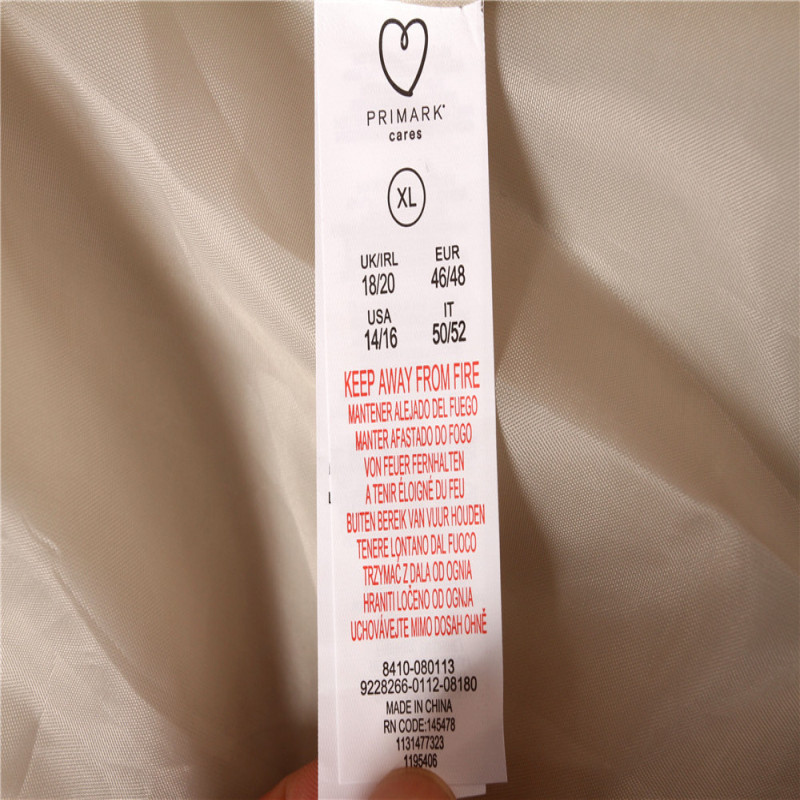 PRIMARK®
cares
XL
UK/IRL EUR
18/20 46/48
USA IT
14/16 50/52
KEEP AWAY FROM FIRE
MANTENER ALEJADO DEL FUEGO
MANTER AFASTADO DO FOGO
VON FEUER FERNHALTEN
A TENIR ÉLOIGNÉ DU FEU
BUITEN BEREIK VAN VUUR HOUDEN
TENERE LONTANO DAL FUOCO
TRZYMAĆ Z DALA OD OGNIA
HRANITI LOČENO OD OGNJA
UCHOVÁVEJTE MIMO DOSAH OHNĚ
8410-080113
9228266-0112-08180
MADE IN CHINA
RN CODE:145478
1131477323
1195406